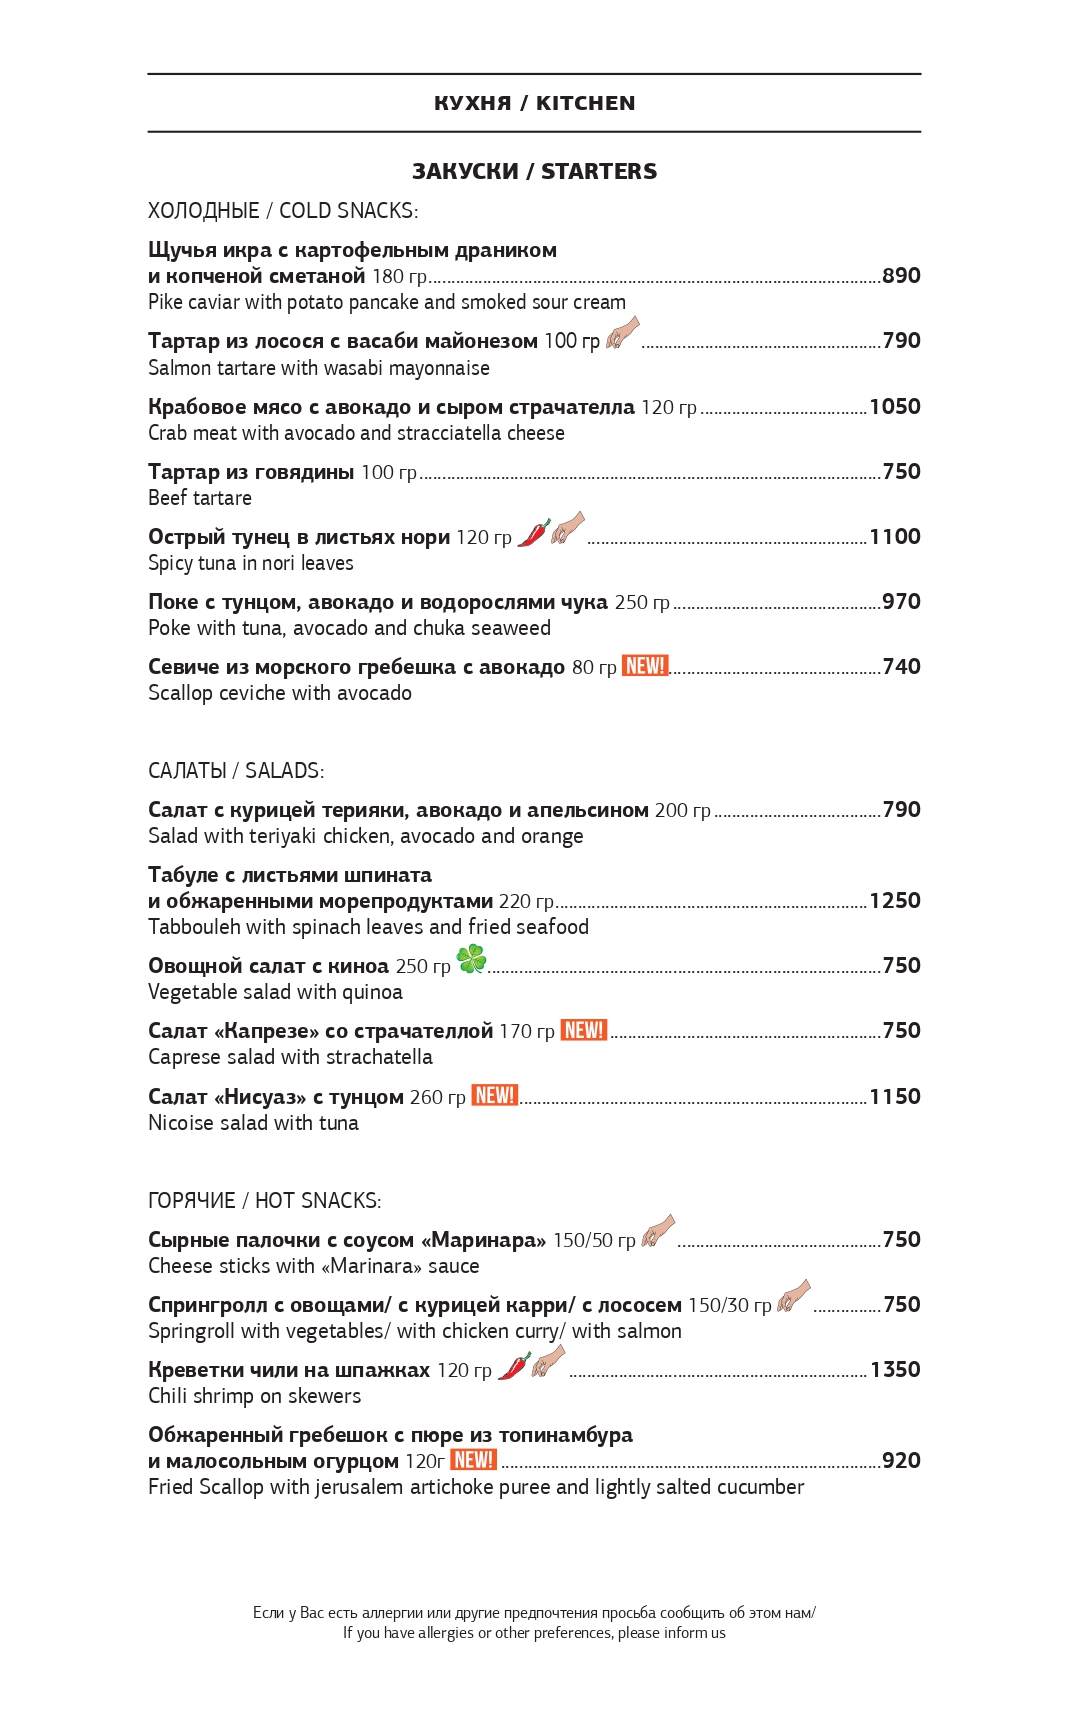 КУХНЯ / KITCHEN
ЗАКУСКИ / STARTERS
ХОЛОДНЫЕ / COLD SNACKS:
Щучья икра с картофельным драником
и копченой сметаной 180 гр........890
Pike caviar with potato pancake and smoked sour cream
Тартар из лосося с васаби майонезом 100 гр ........790
Salmon tartare with wasabi mayonnaise
Крабовое мясо с авокадо и сыром страчателла 120 гр ........1050
Crab meat with avocado and stracciatella cheese
Тартар из говядины 100 гр ........750
Beef tartare
Острый тунец в листьях нори 120 гр ........1100
Spicy tuna in nori leaves
Поке с тунцом, авокадо и водорослями чука 250 гр ........970
Poke with tuna, avocado and chuka seaweed
Севиче из морского гребешка с авокадо 80 гр NEW! ........740
Scallop ceviche with avocado
САЛАТЫ / SALADS:
Салат с курицей терияки, авокадо и апельсином 200 гр ........790
Salad with teriyaki chicken, avocado and orange
Табуле с листьями шпината
и обжаренными морепродуктами 220 гр........1250
Tabbouleh with spinach leaves and fried seafood
Овощной салат с киноа 250 гр ........750
Vegetable salad with quinoa
Салат «Капрезе» со страчателлой 170 гр NEW! ........750
Caprese salad with strachatella
Салат «Нисуаз» с тунцом 260 гр NEW! ........1150
Nicoise salad with tuna
ГОРЯЧИЕ / HOT SNACKS:
Сырные палочки с соусом «Маринара» 150/50 гр ........750
Cheese sticks with «Marinara» sauce
Спрингролл с овощами/ с курицей карри/ с лососем 150/30 гр ........750
Springroll with vegetables/ with chicken curry/ with salmon
Креветки чили на шпажках 120 гр ........1350
Chili shrimp on skewers
Обжаренный гребешок с пюре из топинамбура
и малосольным огурцом 120г NEW! ........920
Fried Scallop with jerusalem artichoke puree and lightly salted cucumber
Если у Вас есть аллергии или другие предпочтения просьба сообщить об этом нам/
If you have allergies or other preferences, please inform us